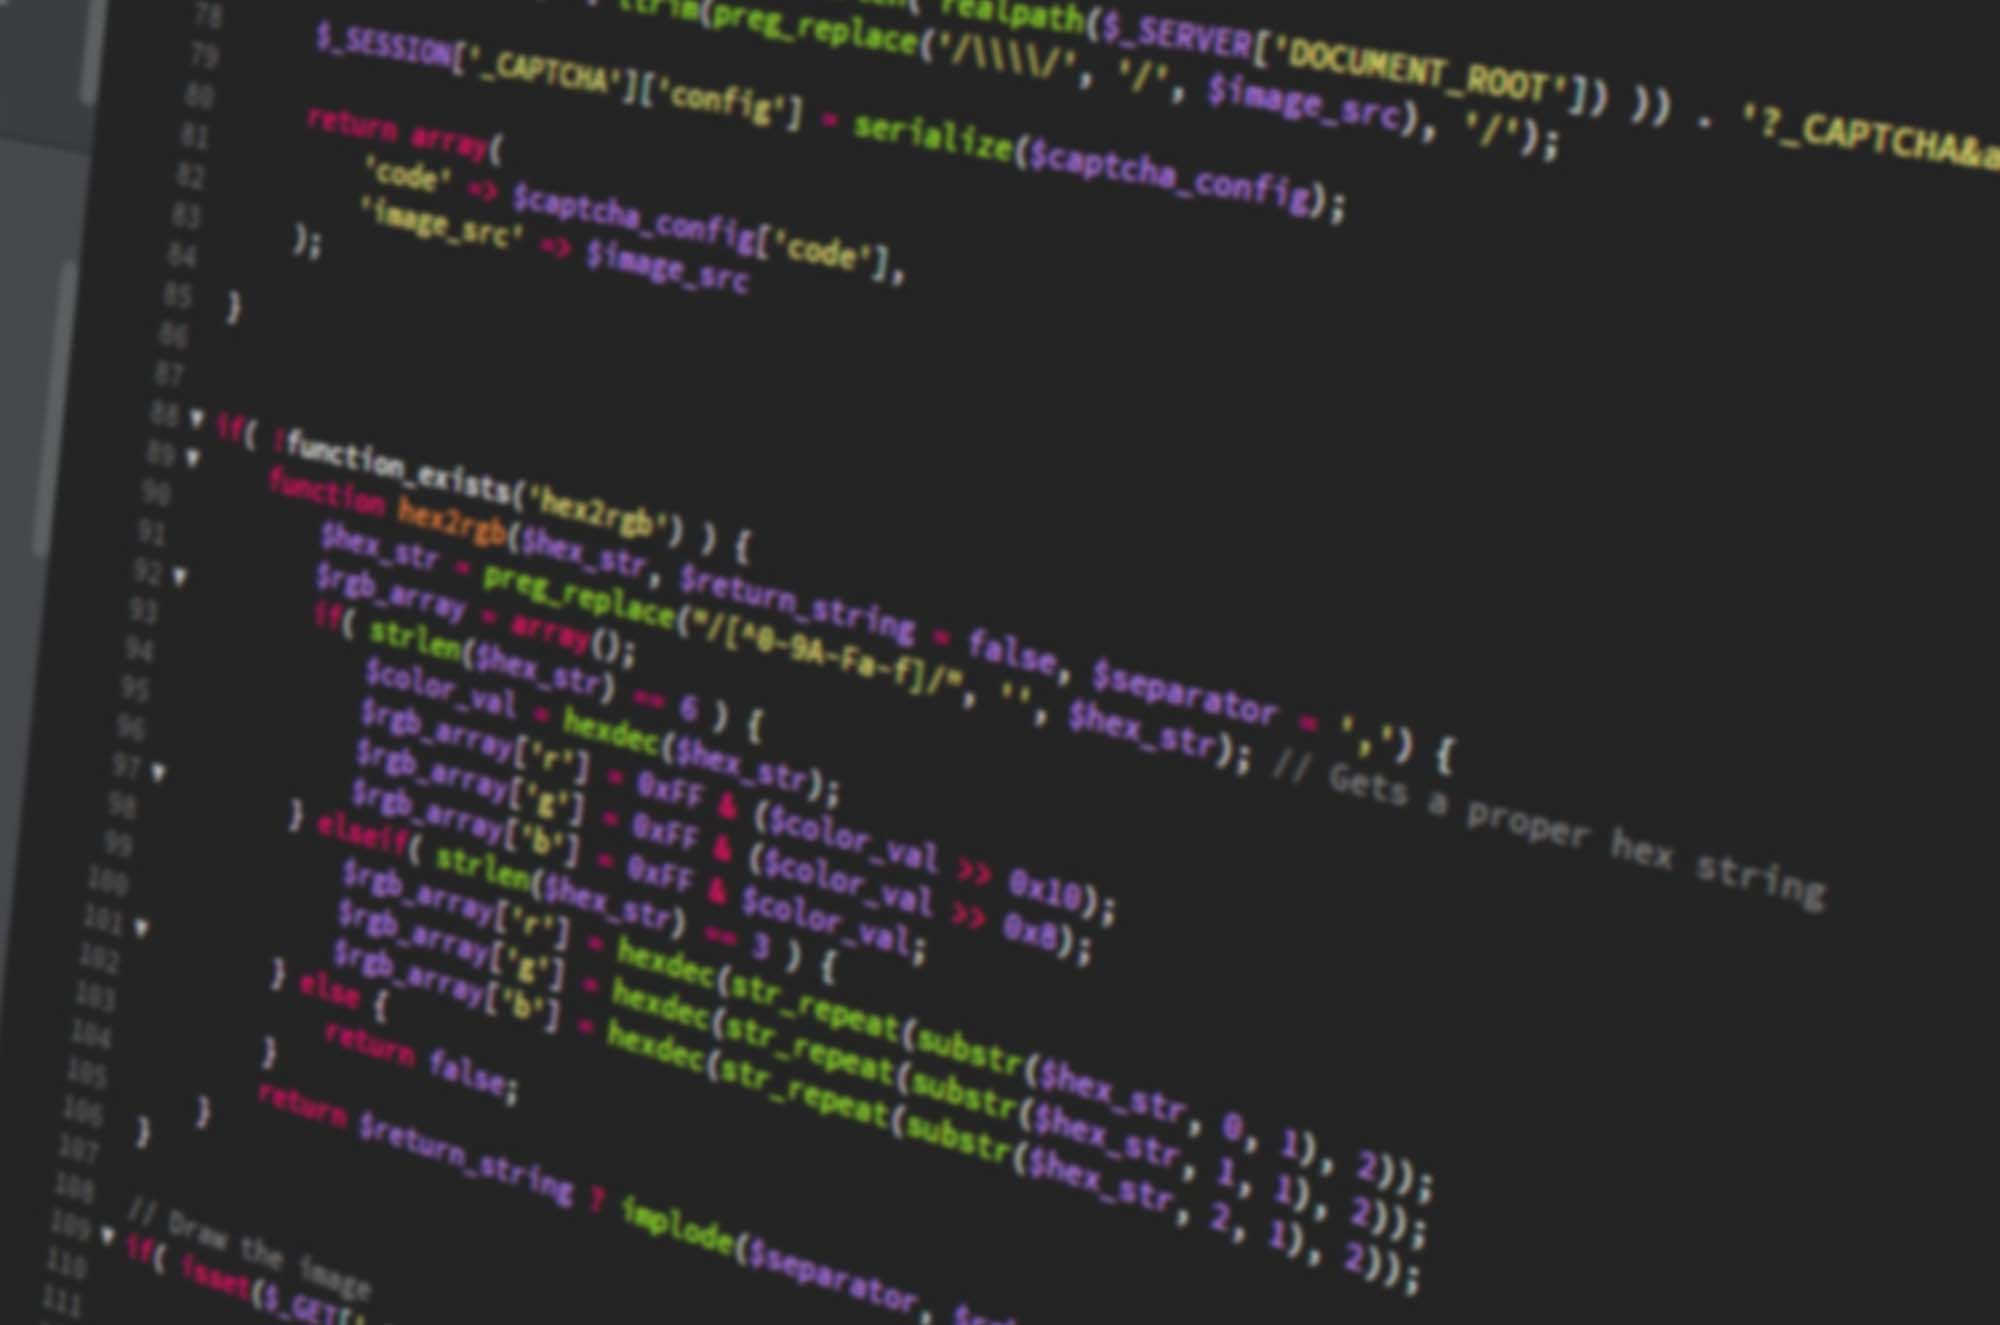 realpath($_SERVER['DOCUMENT_ROOT']) )) . '?_CAPTCHA&a
ltrim(preg_replace('/\\\\/', '/', $image_src), '/');
78
79 $_SESSION['_CAPTCHA']['config'] = serialize($captcha_config);
80
81 return array(
82 'code' => $captcha_config['code'],
83 'image_src' => $image_src
84 );
85 }
86
87
88 if( !function_exists('hex2rgb') ) {
89 function hex2rgb($hex_str, $return_string = false, $separator = ',') {
90 $hex_str = preg_replace("/[^0-9A-Fa-f]/", '', $hex_str); // Gets a proper hex string
91 $rgb_array = array();
92 if( strlen($hex_str) == 6 ) {
93 $color_val = hexdec($hex_str);
94 $rgb_array['r'] = 0xFF & ($color_val >> 0x10);
95 $rgb_array['g'] = 0xFF & ($color_val >> 0x8);
96 $rgb_array['b'] = 0xFF & $color_val;
97 } elseif( strlen($hex_str) == 3 ) {
98 $rgb_array['r'] = hexdec(str_repeat(substr($hex_str, 0, 1), 2));
99 $rgb_array['g'] = hexdec(str_repeat(substr($hex_str, 1, 1), 2));
100 $rgb_array['b'] = hexdec(str_repeat(substr($hex_str, 2, 1), 2));
101 } else {
102 return false;
103 }
104 return $return_string ? implode($separator,
105 }
106 }
107
108 // Draw the image
109 if( isset($_GET['
110
111